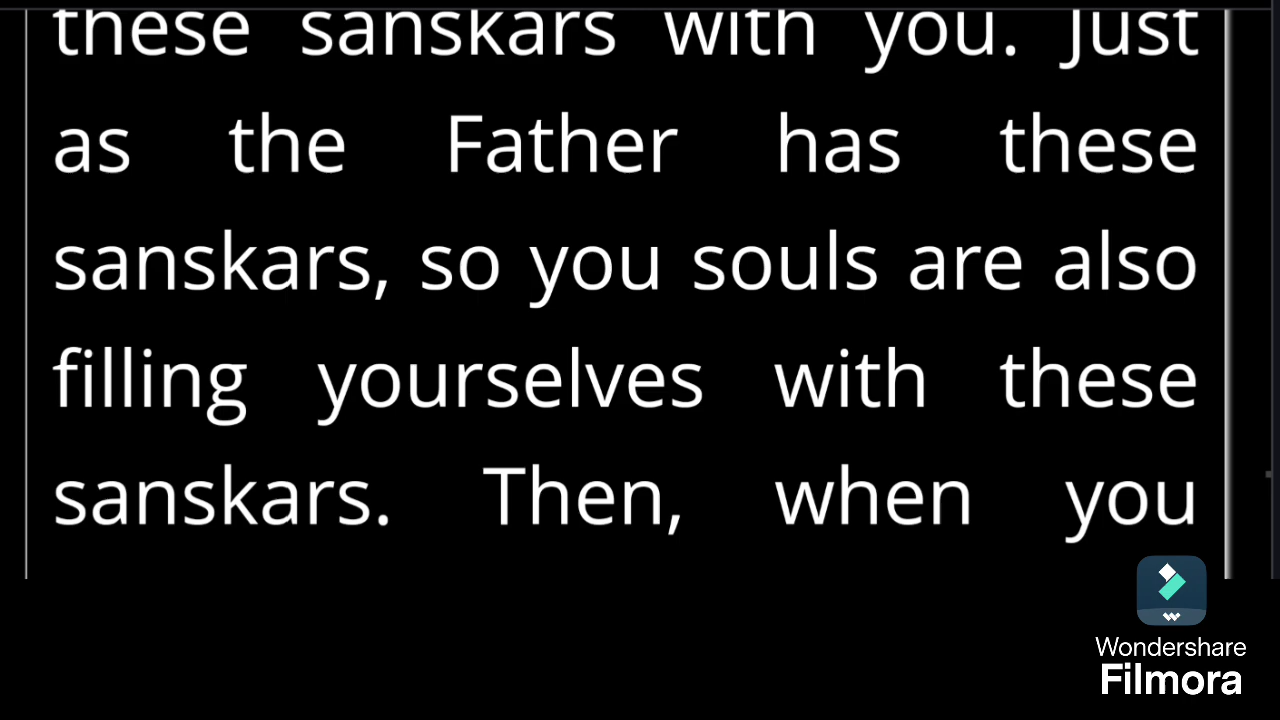 these sanskars with you. Just
as the Father has these
sanskars, so you souls are also
filling yourselves with these
sanskars. Then, when you
Wondershare
Filmora